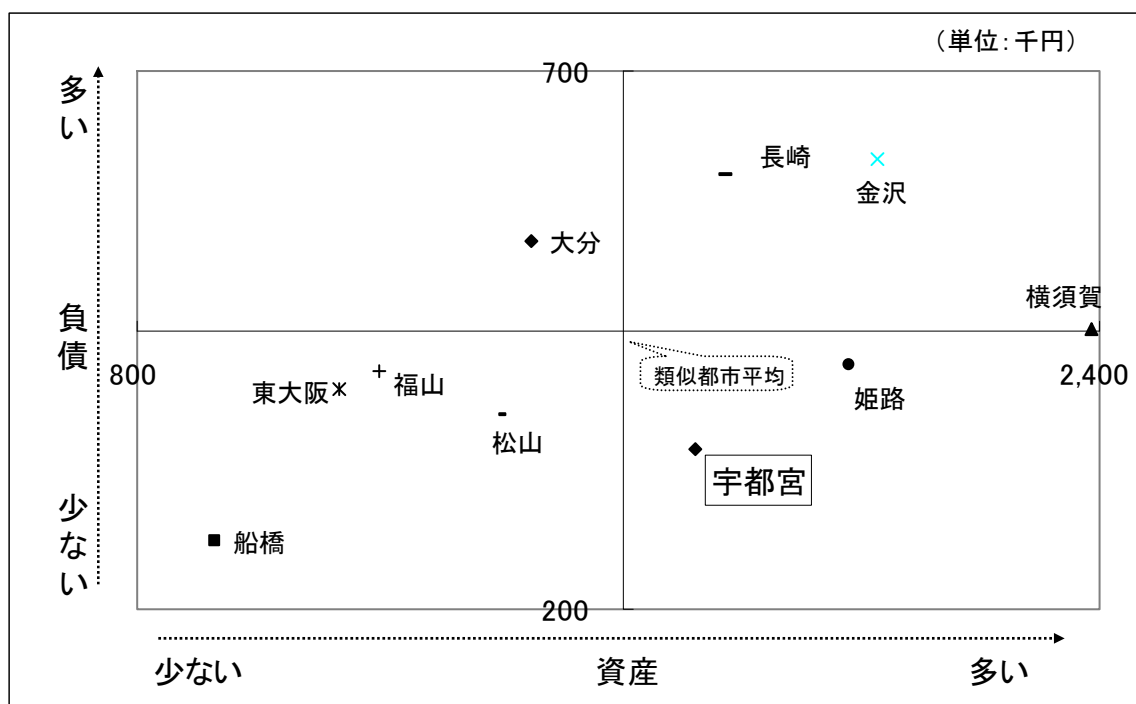 （単位：千円）
多い
負債
少ない
700
長崎
金沢
大分
横須賀
800
類似都市平均
2,400
東大阪
福山
姫路
松山
宇都宮
船橋
200
少ない
資産
多い